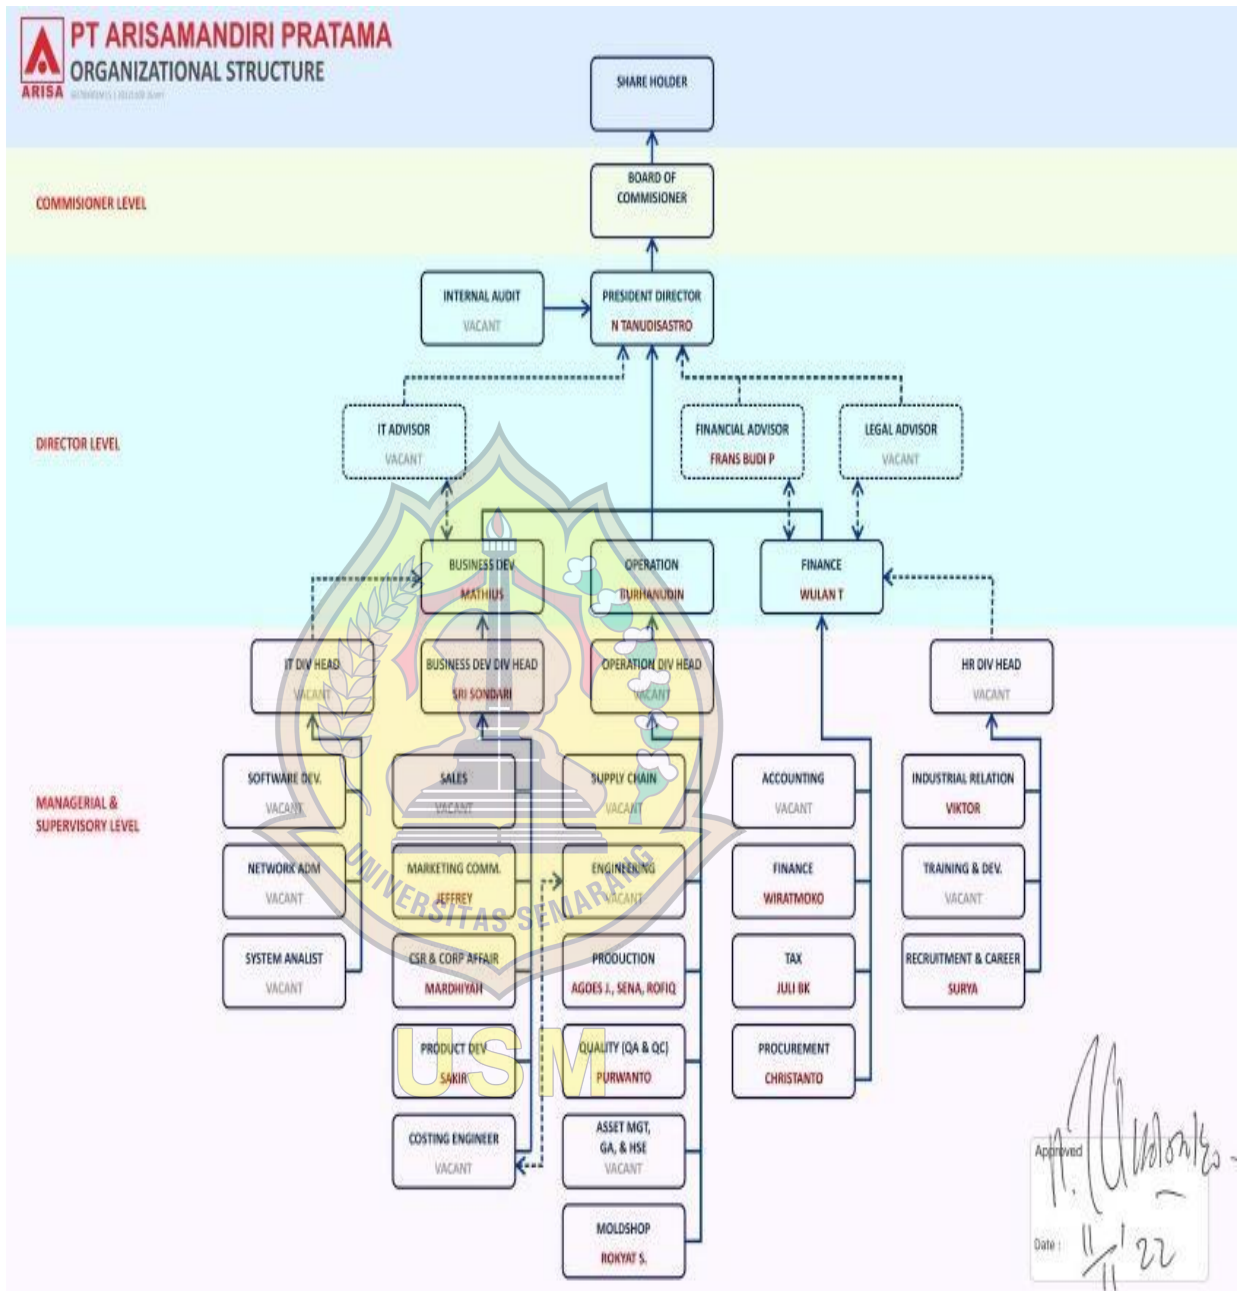 PT ARISAMANDIRI PRATAMA
ORGANIZATIONAL STRUCTURE
ARISA
SHARE HOLDER
COMMISIONER LEVEL
BOARD OF
COMMISIONER
INTERNAL AUDIT
VACANT
PRESIDENT DIRECTOR
N TANUDISASTRO
DIRECTOR LEVEL
IT ADVISOR
VACANT
FINANCIAL ADVISOR
FRANS BUDI P
LEGAL ADVISOR
VACANT
BUSINESS DEV
MATHIUS
OPERATION
BURHANUDIN
FINANCE
WULAN T
IT DIV HEAD
VACANT
BUSINESS DEV DIV HEAD
SRI SONDARI
OPERATION DIV HEAD
VACANT
HR DIV HEAD
VACANT
MANAGERIAL &
SUPERVISORY LEVEL
SOFTWARE DEV.
VACANT
SALES
VACANT
SUPPLY CHAIN
VACANT
ACCOUNTING
VACANT
INDUSTRIAL RELATION
VIKTOR
NETWORK ADM
VACANT
MARKETING COMM.
JEFFREY
ENGINEERING
VACANT
FINANCE
WIRATMOKO
TRAINING & DEV.
VACANT
UNIVERSITAS SEMARANG
SYSTEM ANALIST
VACANT
CSR & CORP AFFAIR
MARDHIYAH
PRODUCTION
AGOES J., SENA, ROFIQ
TAX
JULI BK
RECRUITMENT & CAREER
SURYA
USM
PRODUCT DEV
SAKIR
QUALITY (QA & QC)
PURWANTO
PROCUREMENT
CHRISTANTO
COSTING ENGINEER
VACANT
ASSET MGT,
GA, & HSE
VACANT
MOLDSHOP
ROKYAT S.
Approved
Date : 11/11 '22